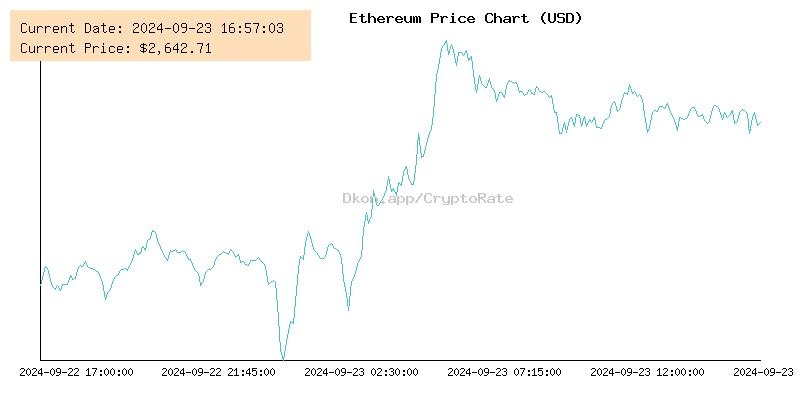 Ethereum Price Chart (USD)
Current Date: 2024-09-23 16:57:03
Current Price: $2,642.71
Dkon.app/CryptoRate
2024-09-22 17:00:00 2024-09-22 21:45:00 2024-09-23 02:30:00 2024-09-23 07:15:00 2024-09-23 12:00:00 2024-09-23